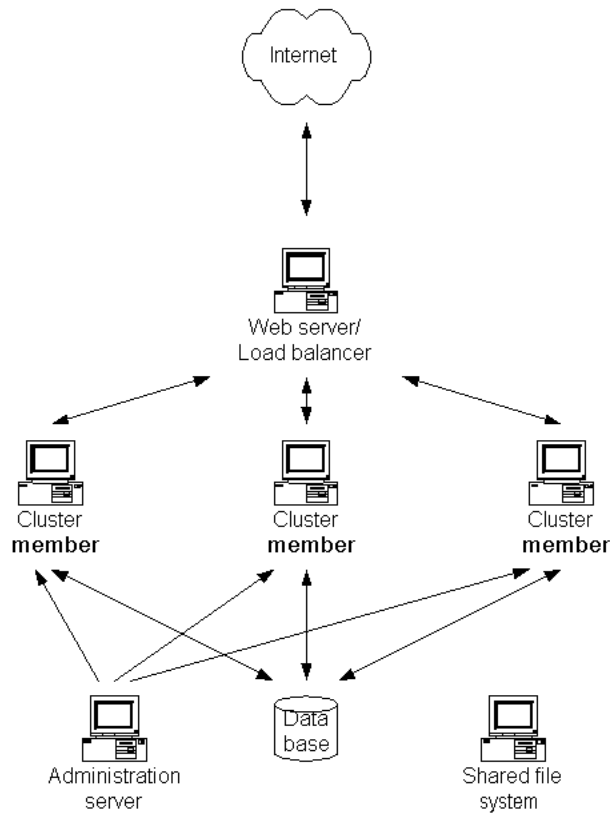 Internet
Web server/
Load balancer
Cluster
member
Cluster
member
Cluster
member
Administration
server
Data
base
Shared file
system